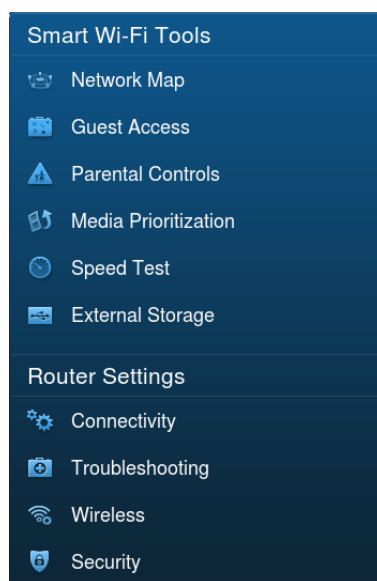 Smart Wi-Fi Tools
Network Map
Guest Access
Parental Controls
Media Prioritization
Speed Test
External Storage
Router Settings
Connectivity
Troubleshooting
Wireless
Security